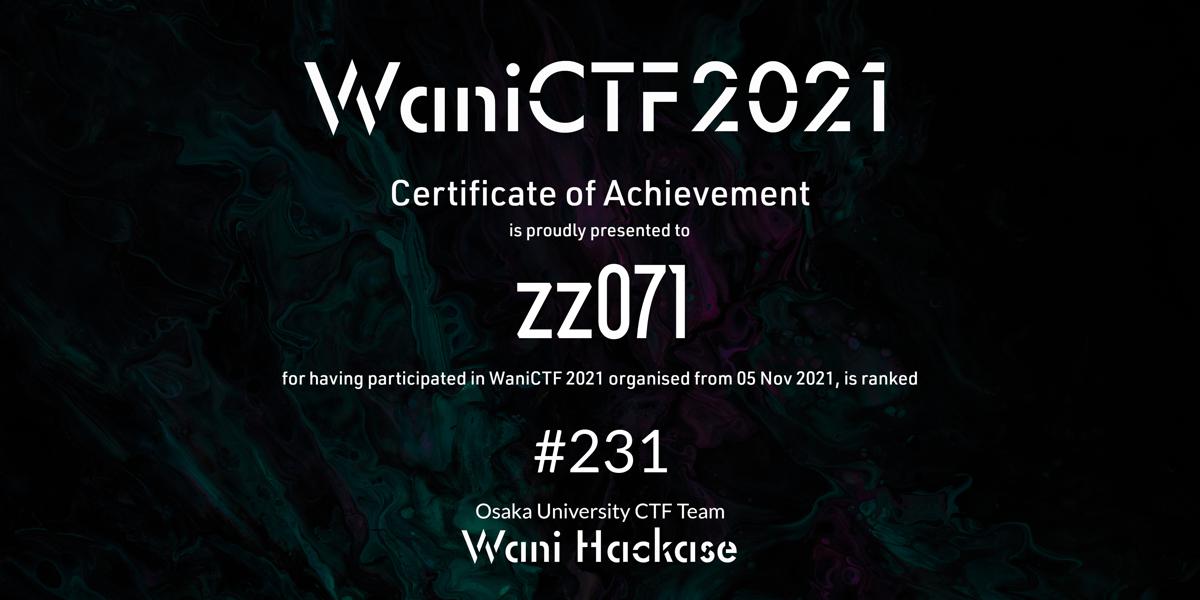 WaniCTF2021
Certificate of Achievement
is proudly presented to
zz071
for having participated in WaniCTF 2021 organised from 05 Nov 2021, is ranked
#231
Osaka University CTF Team
Wani Hackase